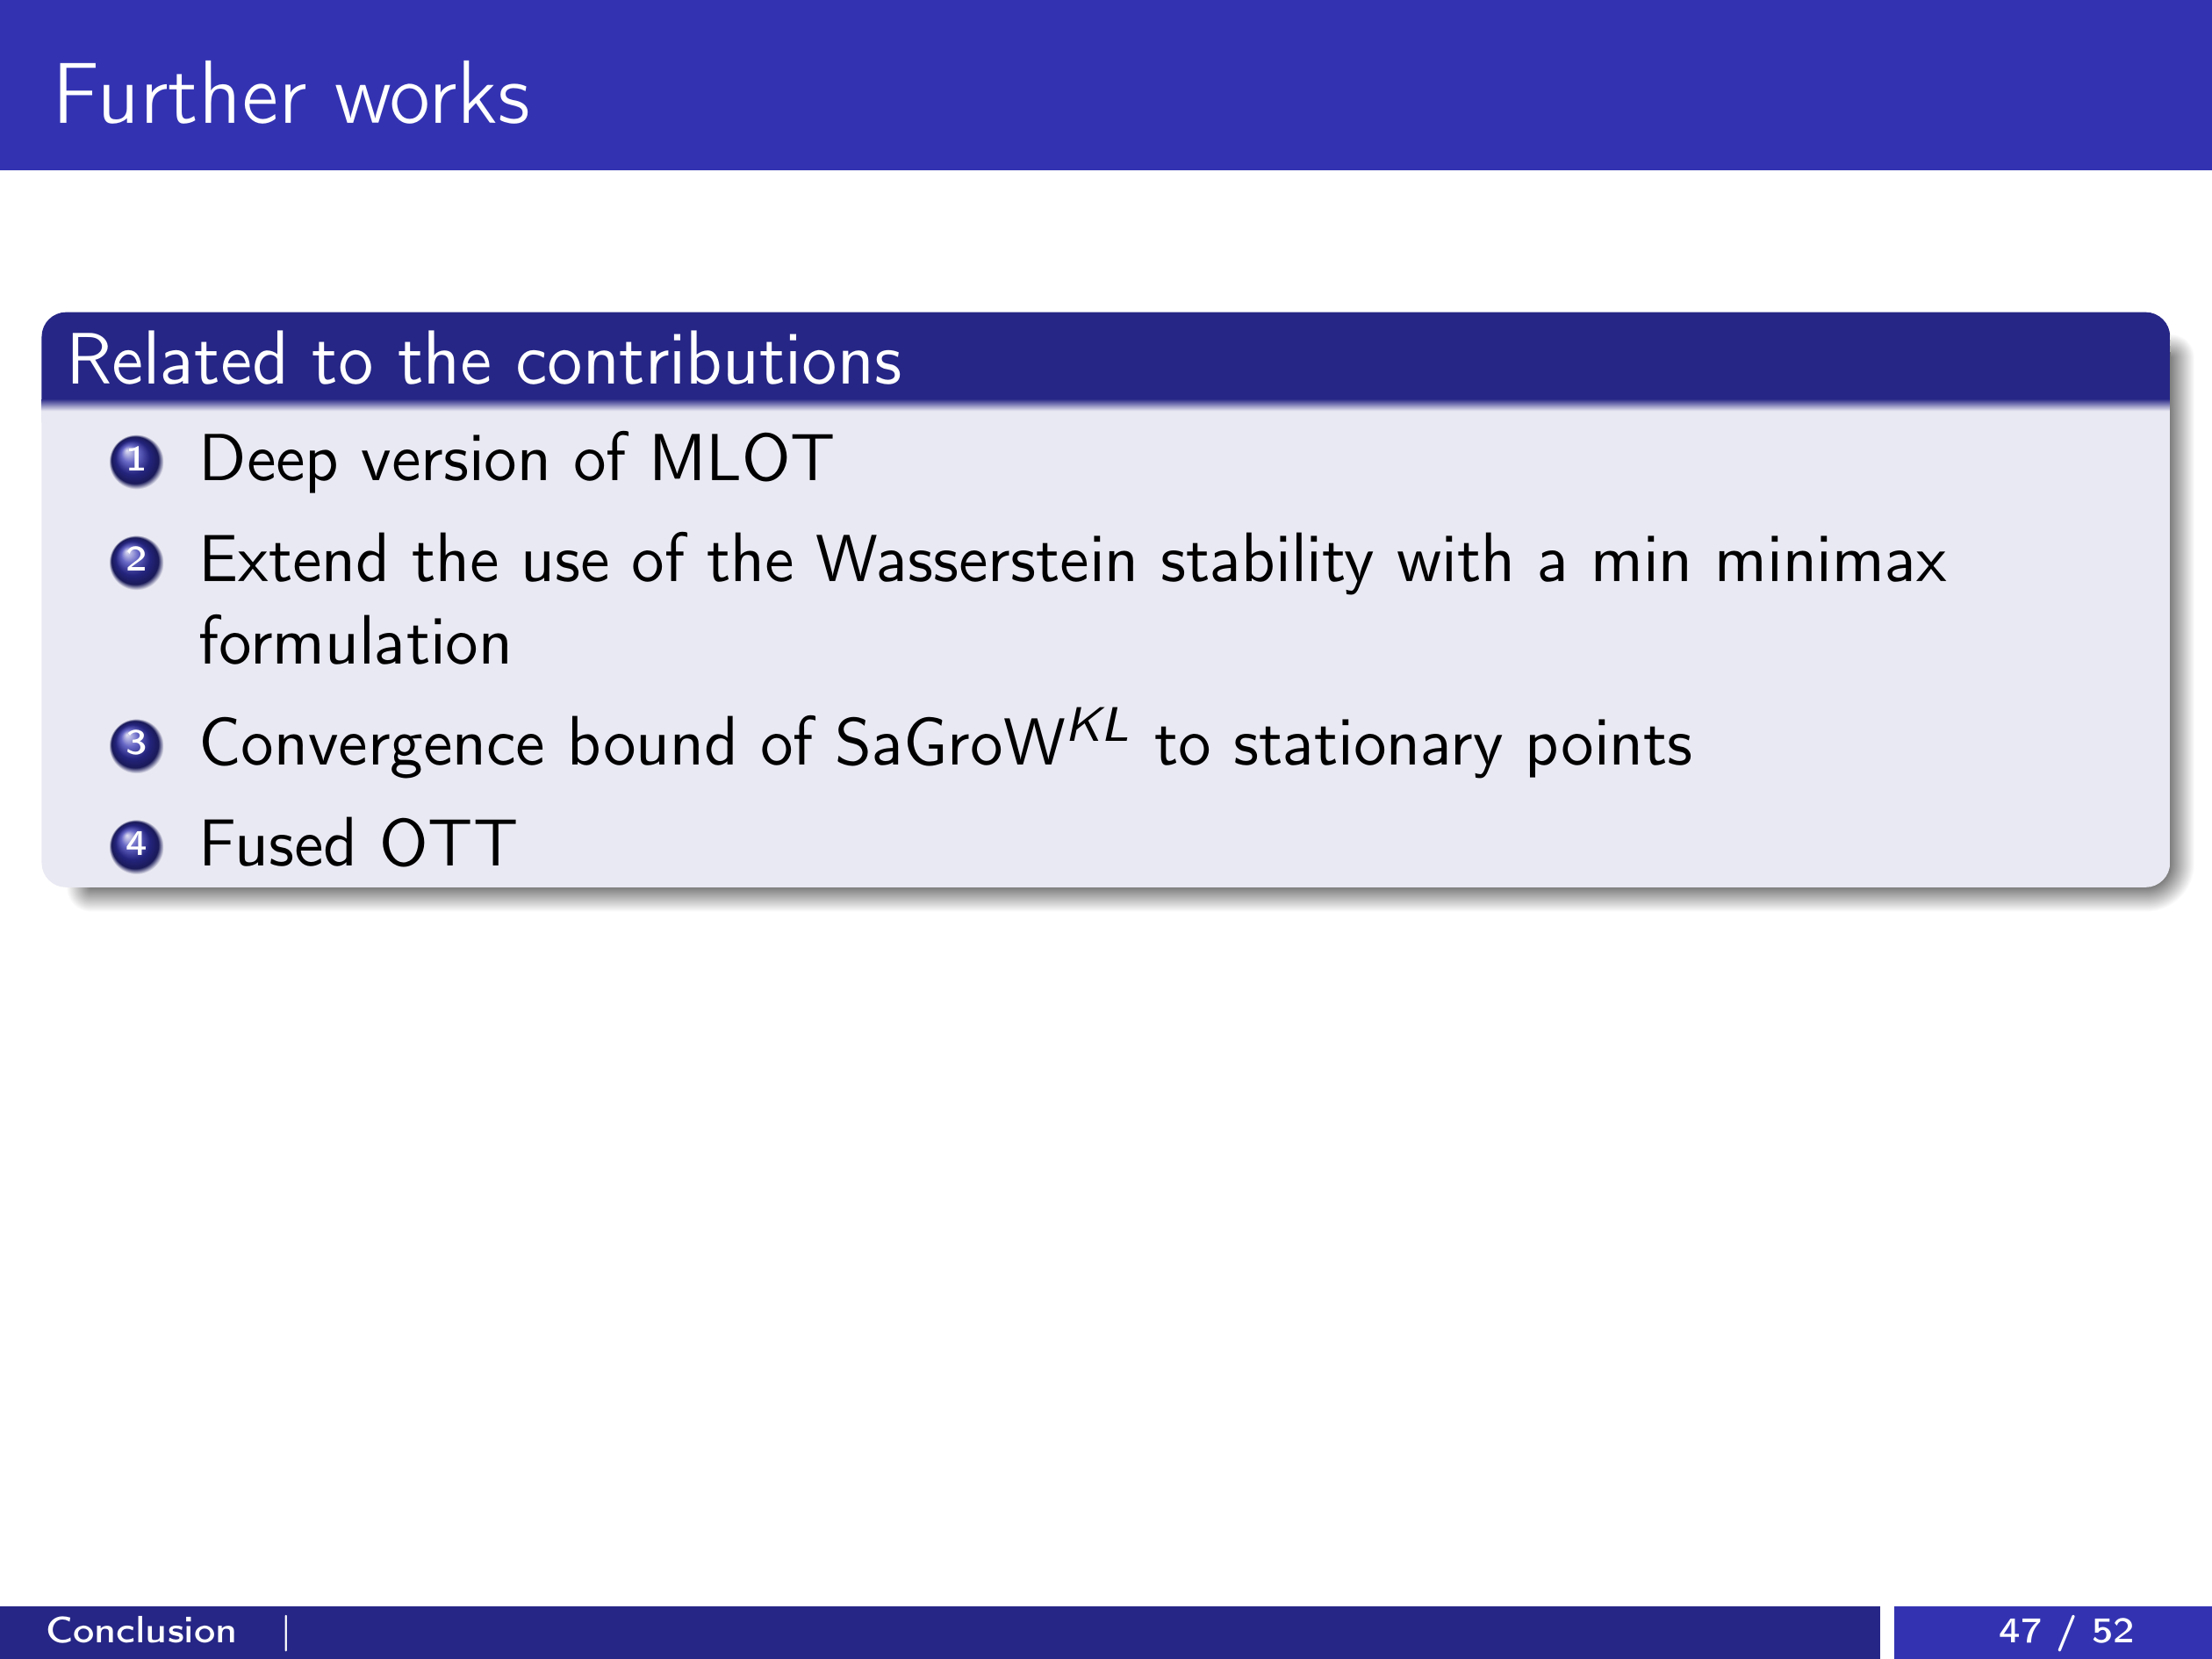 Further works
Related to the contributions
1 Deep version of MLOT
2 Extend the use of the Wasserstein stability with a min minimax
formulation
3 Convergence bound of SaGroW^{KL} to stationary points
4 Fused OTT
Conclusion | 47 / 52